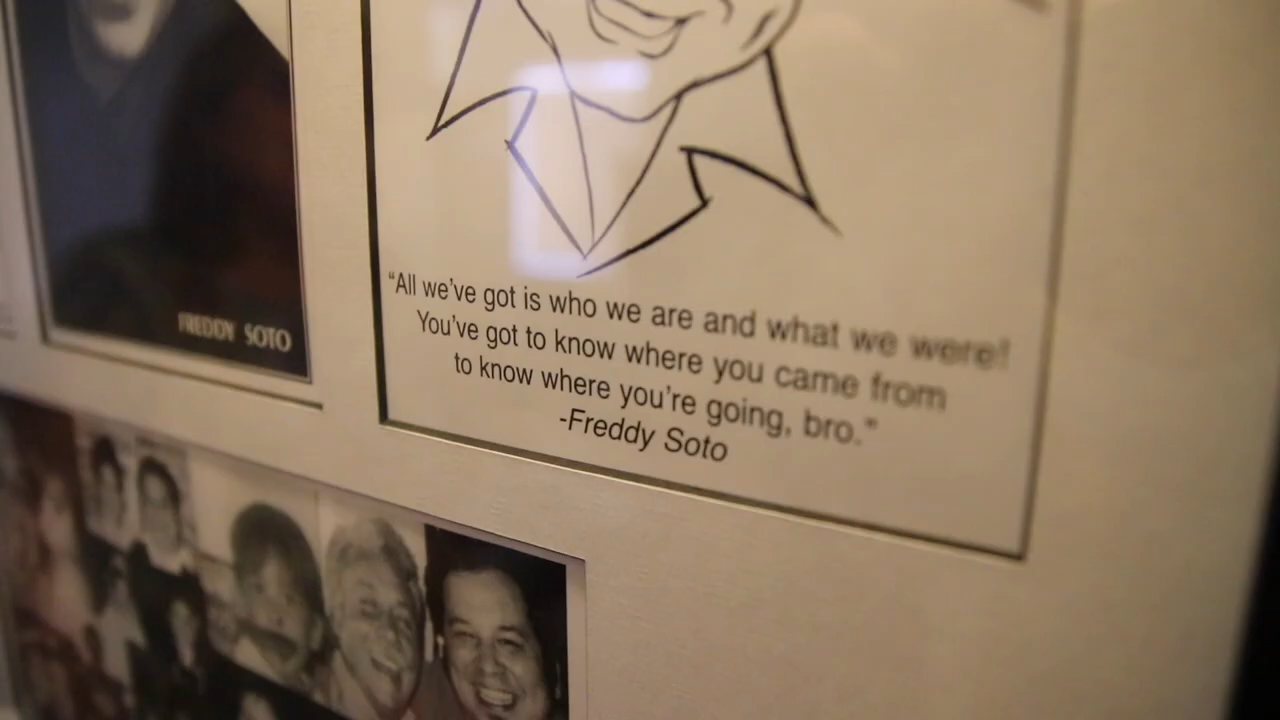 FREDDY SOTO
“All we’ve got is who we are and what we were!
You’ve got to know where you came from
to know where you’re going, bro.”
-Freddy Soto